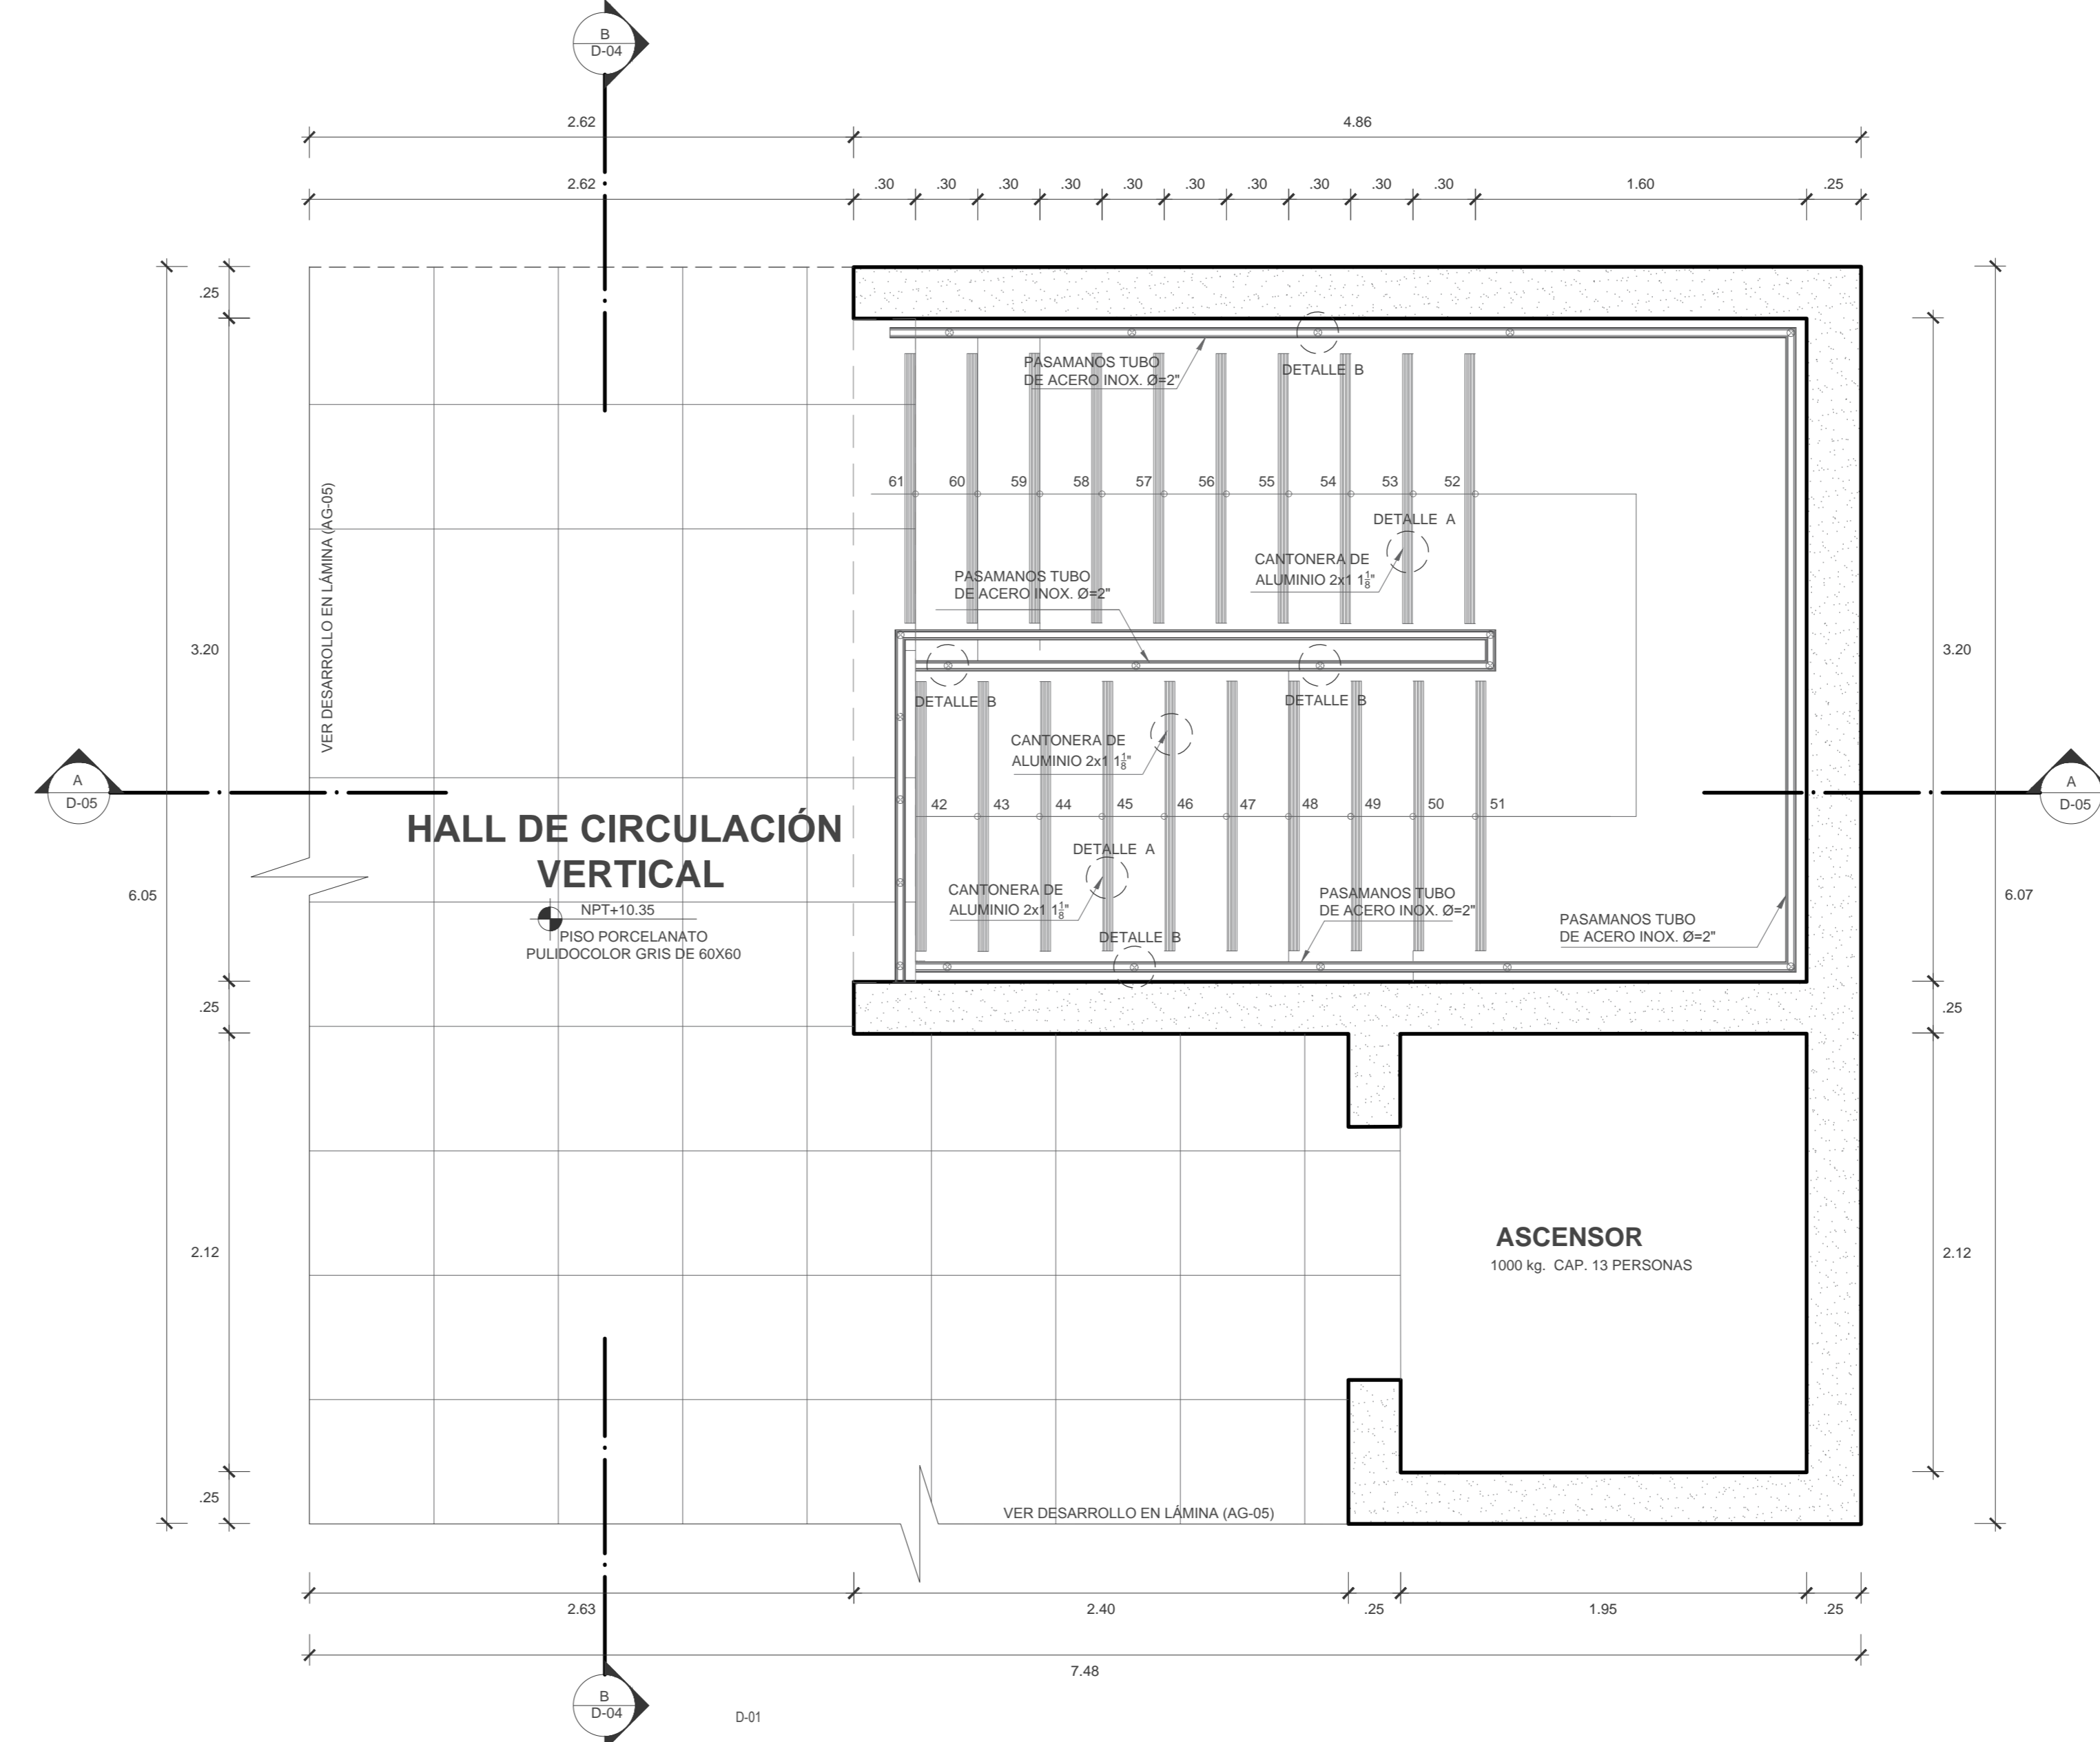 B
D-04
2.62
4.86
2.62
.30
.30
.30
.30
.30
.30
.30
.30
.30
.30
1.60
.25
.25
PASAMANOS TUBO
DE ACERO INOX. Ø=2"
DETALLE B
61
60
59
58
57
56
55
54
53
52
VER DESARROLLO EN LÁMINA (AG-05)
DETALLE A
CANTONERA DE
ALUMINIO 2x1 1 1/8"
PASAMANOS TUBO
DE ACERO INOX. Ø=2"
3.20
3.20
DETALLE B
DETALLE B
CANTONERA DE
ALUMINIO 2x1 1 1/8"
A
D-05
A
D-05
42
43
44
45
46
47
48
49
50
51
HALL DE CIRCULACIÓN
VERTICAL
NPT+10.35
PISO PORCELANATO
PULIDOCOLOR GRIS DE 60X60
DETALLE A
CANTONERA DE
ALUMINIO 2x1 1 1/8"
PASAMANOS TUBO
DE ACERO INOX. Ø=2"
PASAMANOS TUBO
DE ACERO INOX. Ø=2"
DETALLE B
6.05
6.07
.25
.25
2.12
2.12
ASCENSOR
1000 kg. CAP. 13 PERSONAS
.25
VER DESARROLLO EN LÁMINA (AG-05)
2.63
2.40
.25
1.95
.25
7.48
B
D-04
D-01